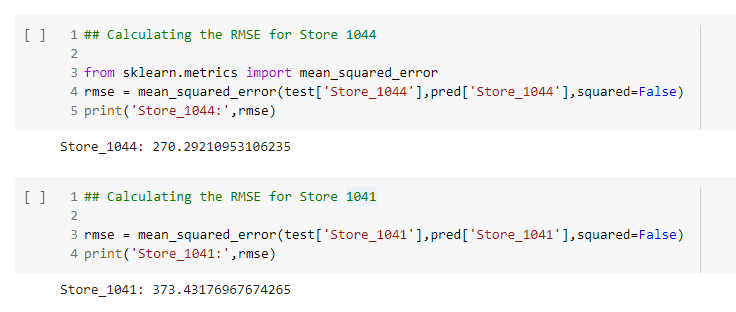 [ ] 1 ## Calculating the RMSE for Store 1044
2
3 from sklearn.metrics import mean_squared_error
4 rmse = mean_squared_error(test['Store_1044'],pred['Store_1044'],squared=False)
5 print('Store_1044:',rmse)
Store_1044: 270.29210953106235
[ ] 1 ## Calculating the RMSE for Store 1041
2
3 rmse = mean_squared_error(test['Store_1041'],pred['Store_1041'],squared=False)
4 print('Store_1041:',rmse)
Store_1041: 373.43176967674265